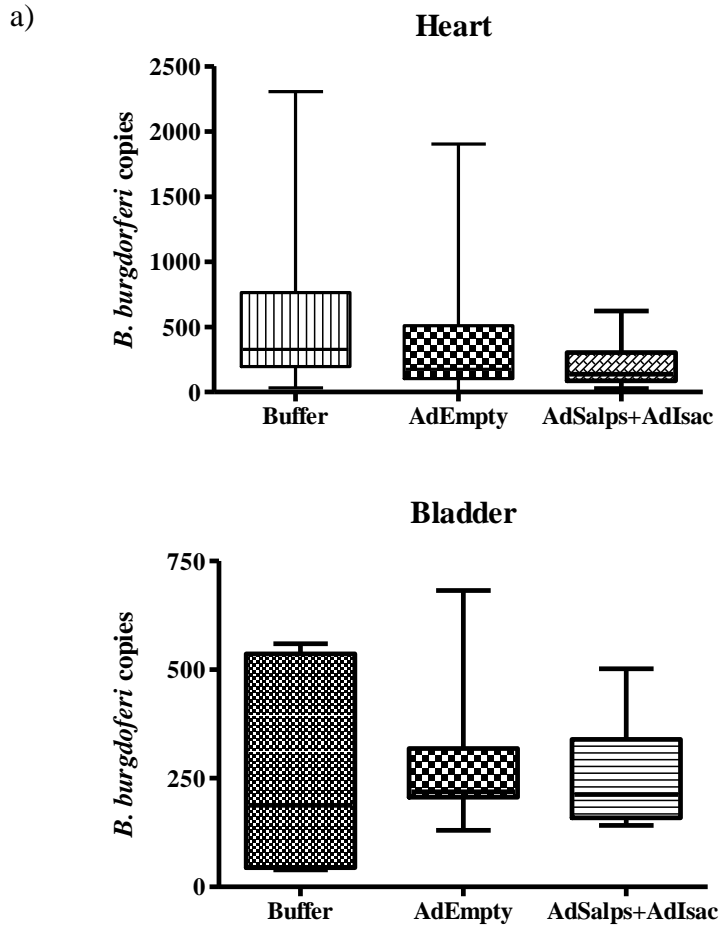 a)
Heart
2500
2000
1500
1000
500
0
B. burgdorferi copies
Buffer AdEmpty AdSalps+AdIsac
Bladder
750
500
250
0
B. burgdoferi copies
Buffer AdEmpty AdSalps+AdIsac